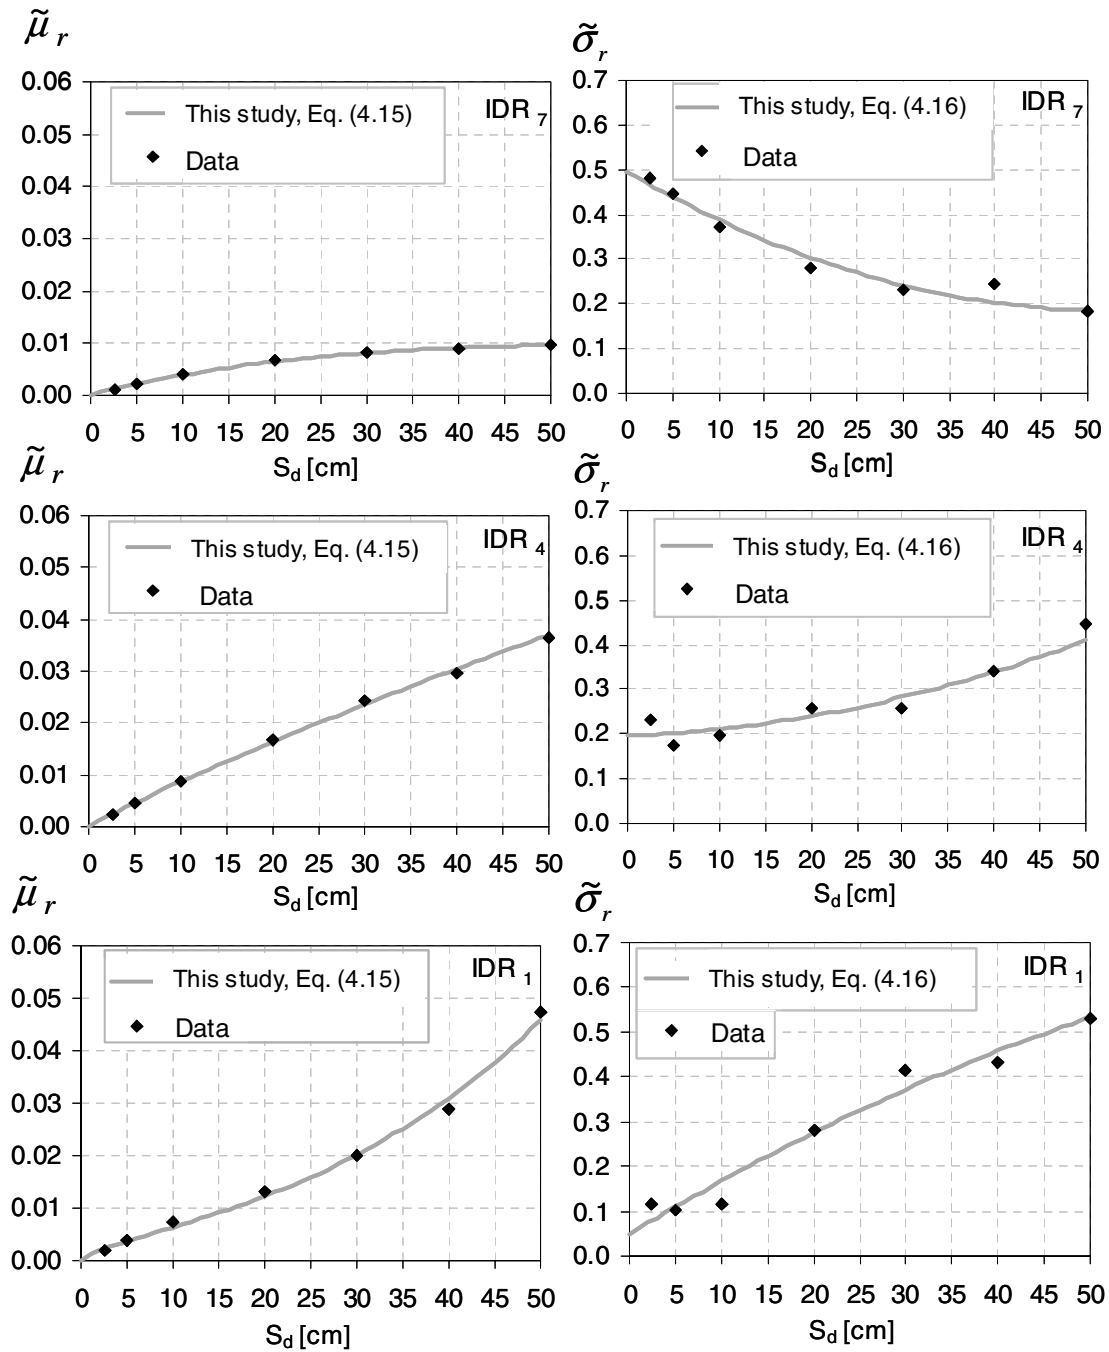 μ̃ r
0.06
0.05
0.04
0.03
0.02
0.01
0.00
This study, Eq. (4.15)
Data
IDR 7
0 5 10 15 20 25 30 35 40 45 50
S d [cm]
σ̃ r
0.7
0.6
0.5
0.4
0.3
0.2
0.1
0.0
This study, Eq. (4.16)
Data
IDR 7
0 5 10 15 20 25 30 35 40 45 50
S d [cm]
μ̃ r
0.06
0.05
0.04
0.03
0.02
0.01
0.00
This study, Eq. (4.15)
Data
IDR 4
0 5 10 15 20 25 30 35 40 45 50
S d [cm]
σ̃ r
0.7
0.6
0.5
0.4
0.3
0.2
0.1
0.0
This study, Eq. (4.16)
Data
IDR 4
0 5 10 15 20 25 30 35 40 45 50
S d [cm]
μ̃ r
0.06
0.05
0.04
0.03
0.02
0.01
0.00
This study, Eq. (4.15)
Data
IDR 1
0 5 10 15 20 25 30 35 40 45 50
S d [cm]
σ̃ r
0.7
0.6
0.5
0.4
0.3
0.2
0.1
0.0
This study, Eq. (4.16)
Data
IDR 1
0 5 10 15 20 25 30 35 40 45 50
S d [cm]